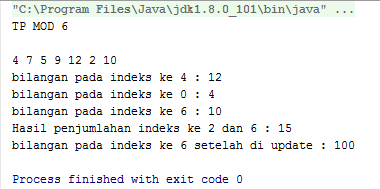 "C:\Program Files\Java\jdk1.8.0_101\bin\java" ...
TP MOD 6
4 7 5 9 12 2 10
bilangan pada indeks ke 4 : 12
bilangan pada indeks ke 0 : 4
bilangan pada indeks ke 6 : 10
Hasil penjumlahan indeks ke 2 dan 6 : 15
bilangan pada indeks ke 6 setelah di update : 100
Process finished with exit code 0